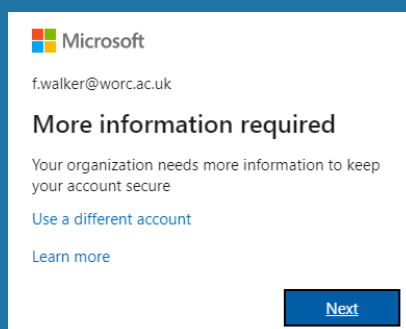 Microsoft
f.walker@worc.ac.uk
More information required
Your organization needs more information to keep
your account secure
Use a different account
Learn more
Next